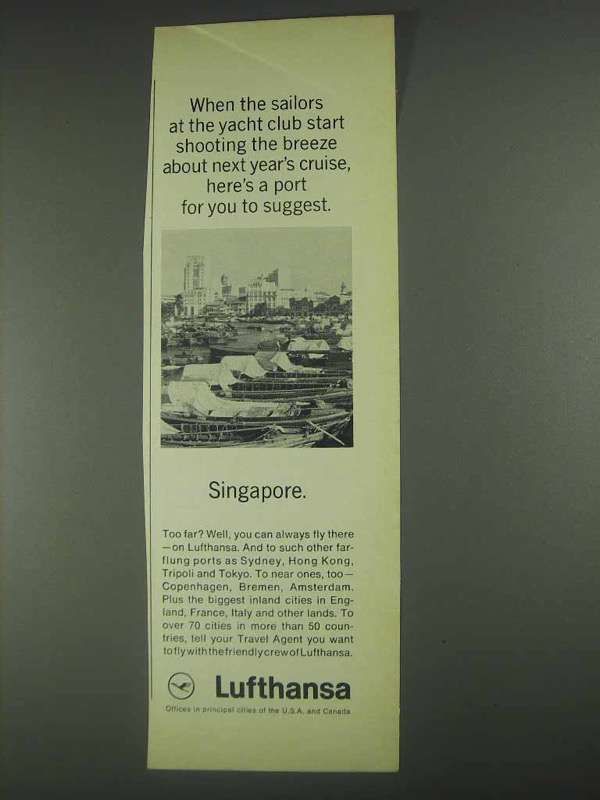 When the sailors
at the yacht club start
shooting the breeze
about next year's cruise,
here's a port
for you to suggest.
Singapore.
Too far? Well, you can always fly there
—on Lufthansa. And to such other far-
flung ports as Sydney, Hong Kong,
Tripoli and Tokyo. To near ones, too—
Copenhagen, Bremen, Amsterdam.
Plus the biggest inland cities in Eng-
land, France, Italy and other lands. To
over 70 cities in more than 50 coun-
tries, tell your Travel Agent you want
to fly with the friendly crew of Lufthansa.
Lufthansa
Offices in principal cities of the U.S.A. and Canada